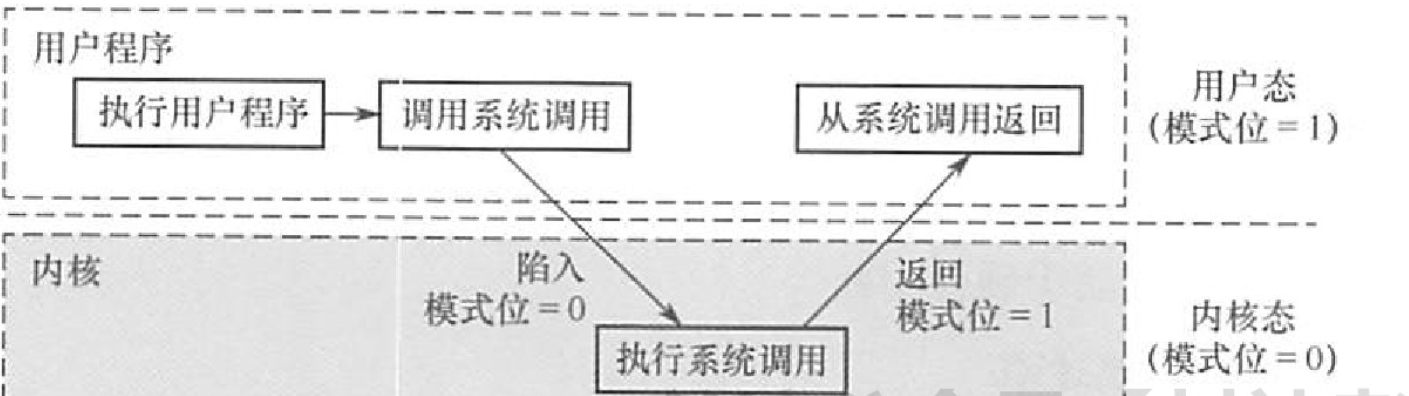 用户程序
执行用户程序
调用系统调用
从系统调用返回
用户态
(模式位=1)
内核
陷入
模式位=0
返回
模式位=1
执行系统调用
内核态
(模式位=0)